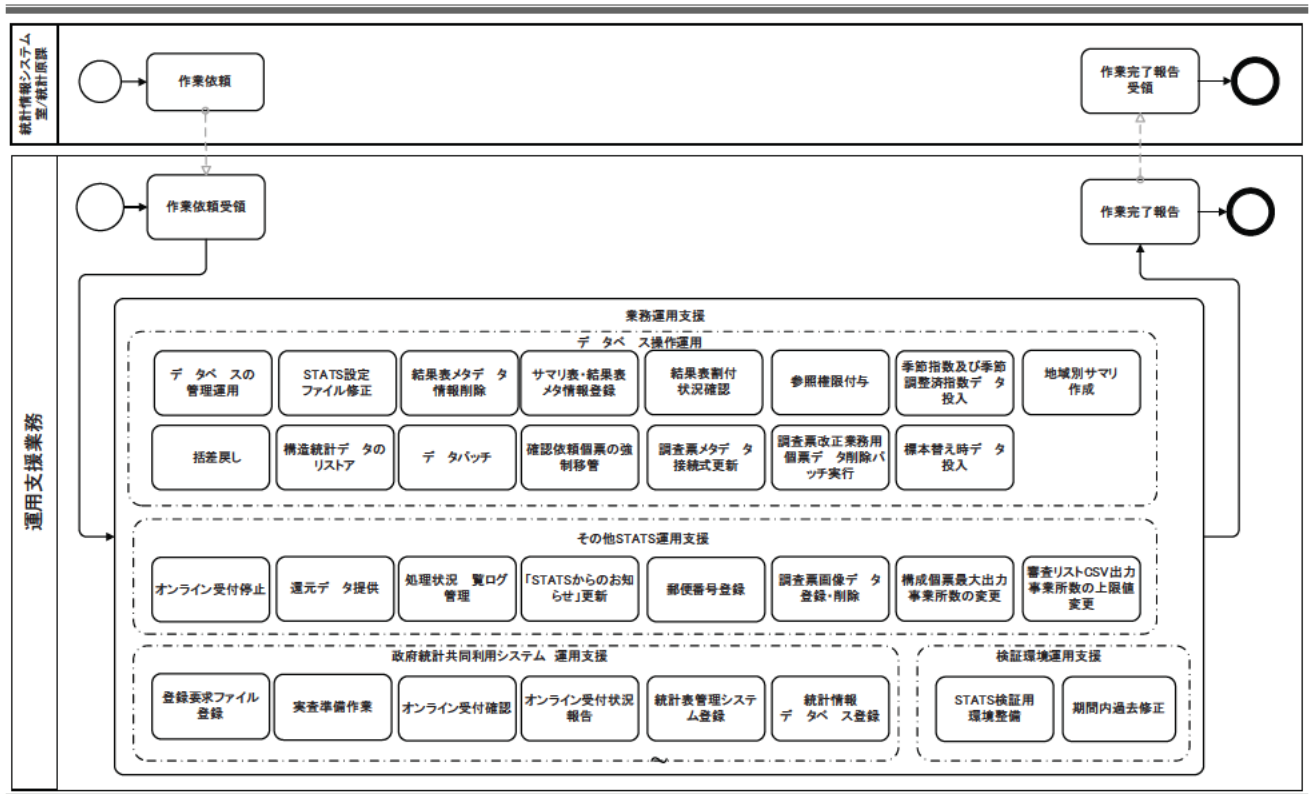 統計情報システム
室/統計原課
作業依頼
作業完了報告
受領
運用支援業務
作業依頼受領
作業完了報告
業務運用支援
デ タベ ス操作運用
デ タベ スの
管理運用
STATS設定
ファイル修正
結果表メタデ タ
情報削除
サマリ表・結果表
メタ情報登録
結果表割付
状況確認
参照権限付与
季節指数及び季節
調整済指数デ タ
投入
地域別サマリ
作成
括差戻し
構造統計デ タの
リストア
デ タパッチ
確認依頼個票の強
制移管
調査票メタデ タ
接続式更新
調査票改正業務用
個票デ タ削除バ
ッチ実行
標本替え時デ タ
投入
その他STATS運用支援
オンライン受付停止
還元デ タ提供
処理状況 覧ログ
管理
「STATSからのお知
らせ」更新
郵便番号登録
調査票画像デ タ
登録・削除
構成個票最大出力
事業所数の変更
審査リストCSV出力
事業所数の上限値
変更
政府統計共同利用システム 運用支援
登録要求ファイル
登録
実査準備作業
オンライン受付確認
オンライン受付状況
報告
統計表管理システ
ム登録
統計情報
デ タベ ス登録
検証環境運用支援
STATS検証用
環境整備
期間内過去修正
~